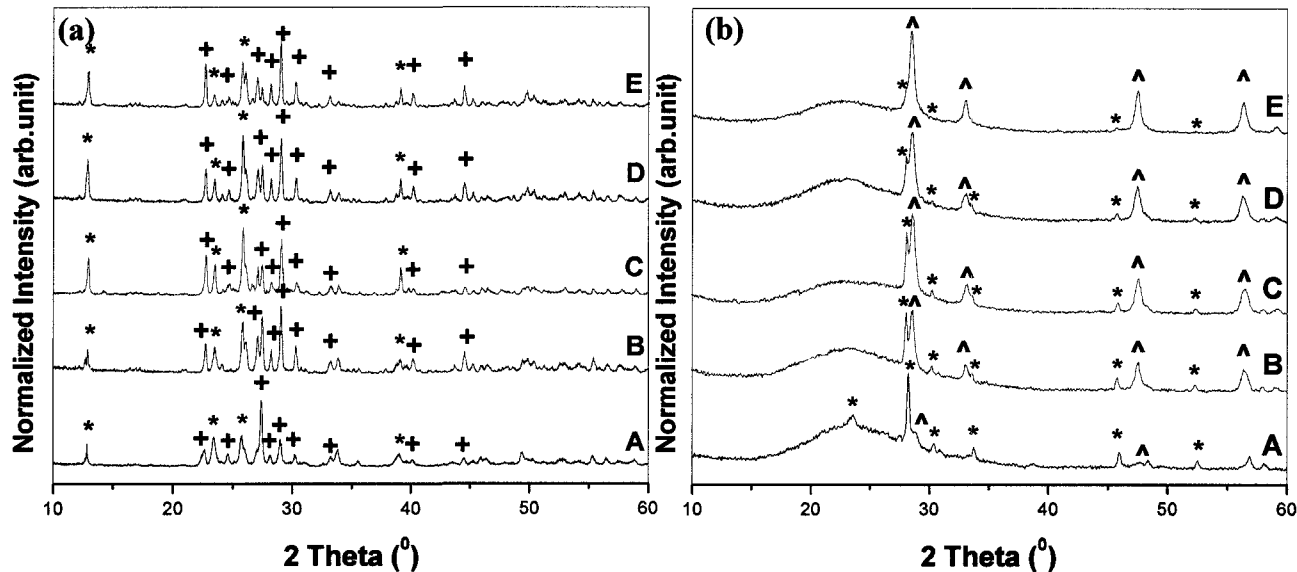 (a)
Normalized Intensity (arb.unit)
E
D
C
B
A
10 20 30 40 50 60
2 Theta (⁰)
(b)
Normalized Intensity (arb.unit)
E
D
C
B
A
10 20 30 40 50 60
2 Theta (⁰)